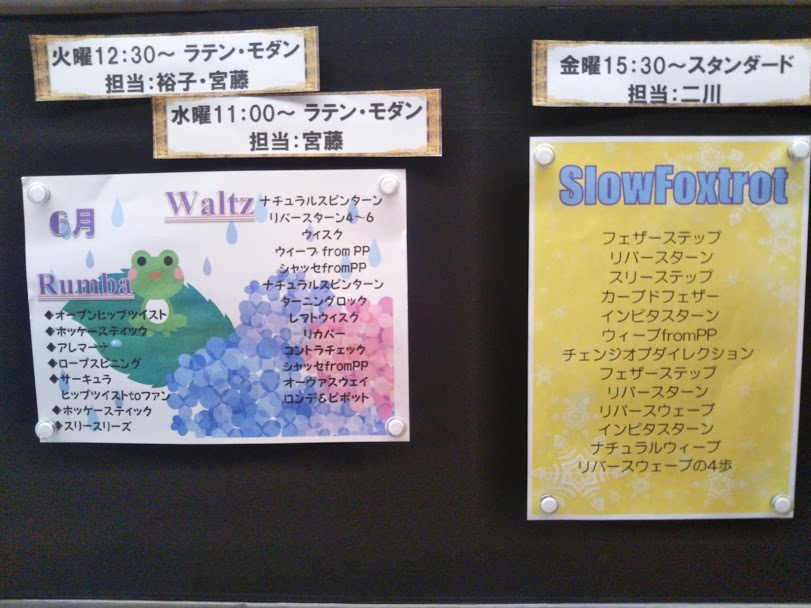 火曜12:30～ ラテン・モダン
担当:裕子・宮藤
水曜11:00～ ラテン・モダン
担当:宮藤
金曜15:30～スタンダード
担当:二川
6月
Waltz
ナチュラルスピンターン
リバースターン4～6
ウィスク
ウィーブ from PP
シャッセfromPP
ナチュラルスピンターン
ターニングロック
レフトウイスク
リカバー
コントラチェック
シャッセfromPP
オーヴァスウェイ
ロンデ&ピボット
Rumba
◆オープンヒップツイスト
◆ホッケースティック
◆アレマーナ
◆ロープスピニング
◆サーキュラ
ヒップツイストtoファン
◆ホッケースティック
◆スリースリーズ
SlowFoxtrot
フェザーステップ
リバースターン
スリーステップ
カーブドフェザー
インピタスターン
ウィーブfromPP
チェンジオブダイレクション
フェザーステップ
リバースターン
リバースウェーブ
インピタスターン
ナチュラルウィーブ
リバースウェーブの4歩